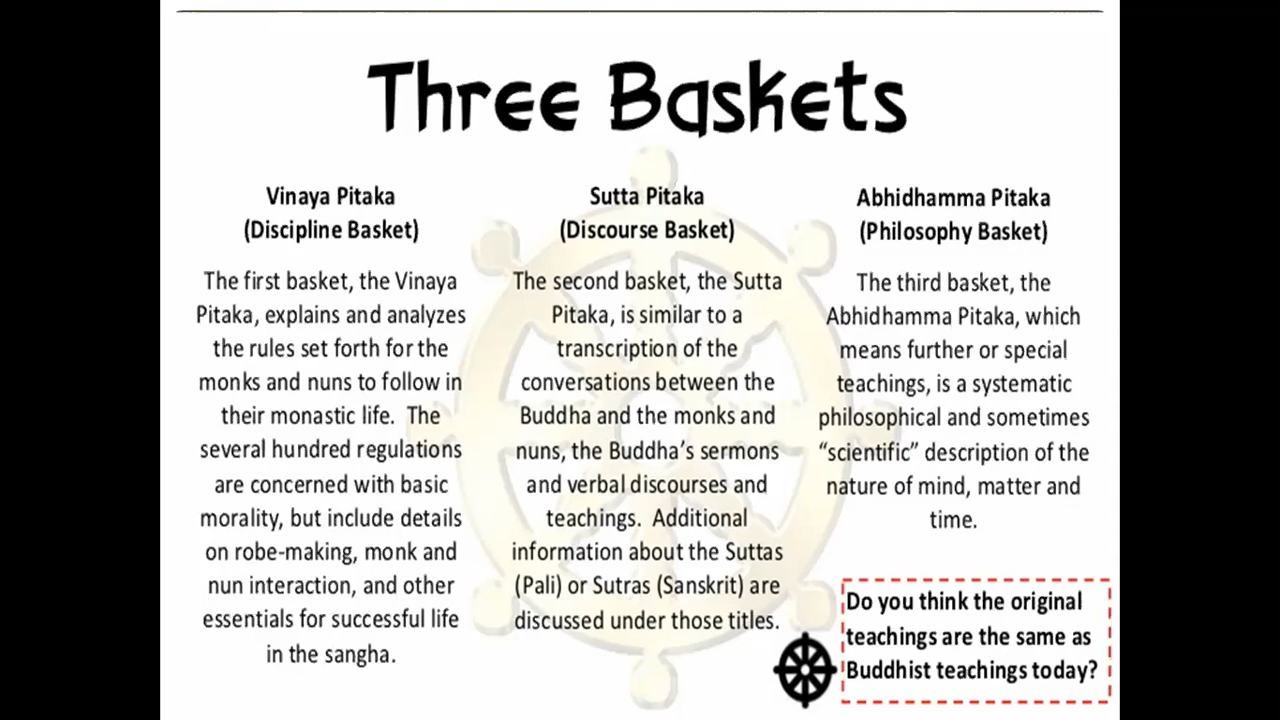 Three Baskets
Vinaya Pitaka
(Discipline Basket)
The first basket, the Vinaya
Pitaka, explains and analyzes
the rules set forth for the
monks and nuns to follow in
their monastic life. The
several hundred regulations
are concerned with basic
morality, but include details
on robe-making, monk and
nun interaction, and other
essentials for successful life
in the sangha.
Sutta Pitaka
(Discourse Basket)
The second basket, the Sutta
Pitaka, is similar to a
transcription of the
conversations between the
Buddha and the monks and
nuns, the Buddha’s sermons
and verbal discourses and
teachings. Additional
information about the Suttas
(Pali) or Sutras (Sanskrit) are
discussed under those titles.
Abhidhamma Pitaka
(Philosophy Basket)
The third basket, the
Abhidhamma Pitaka, which
means further or special
teachings, is a systematic
philosophical and sometimes
“scientific” description of the
nature of mind, matter and
time.
Do you think the original
teachings are the same as
Buddhist teachings today?